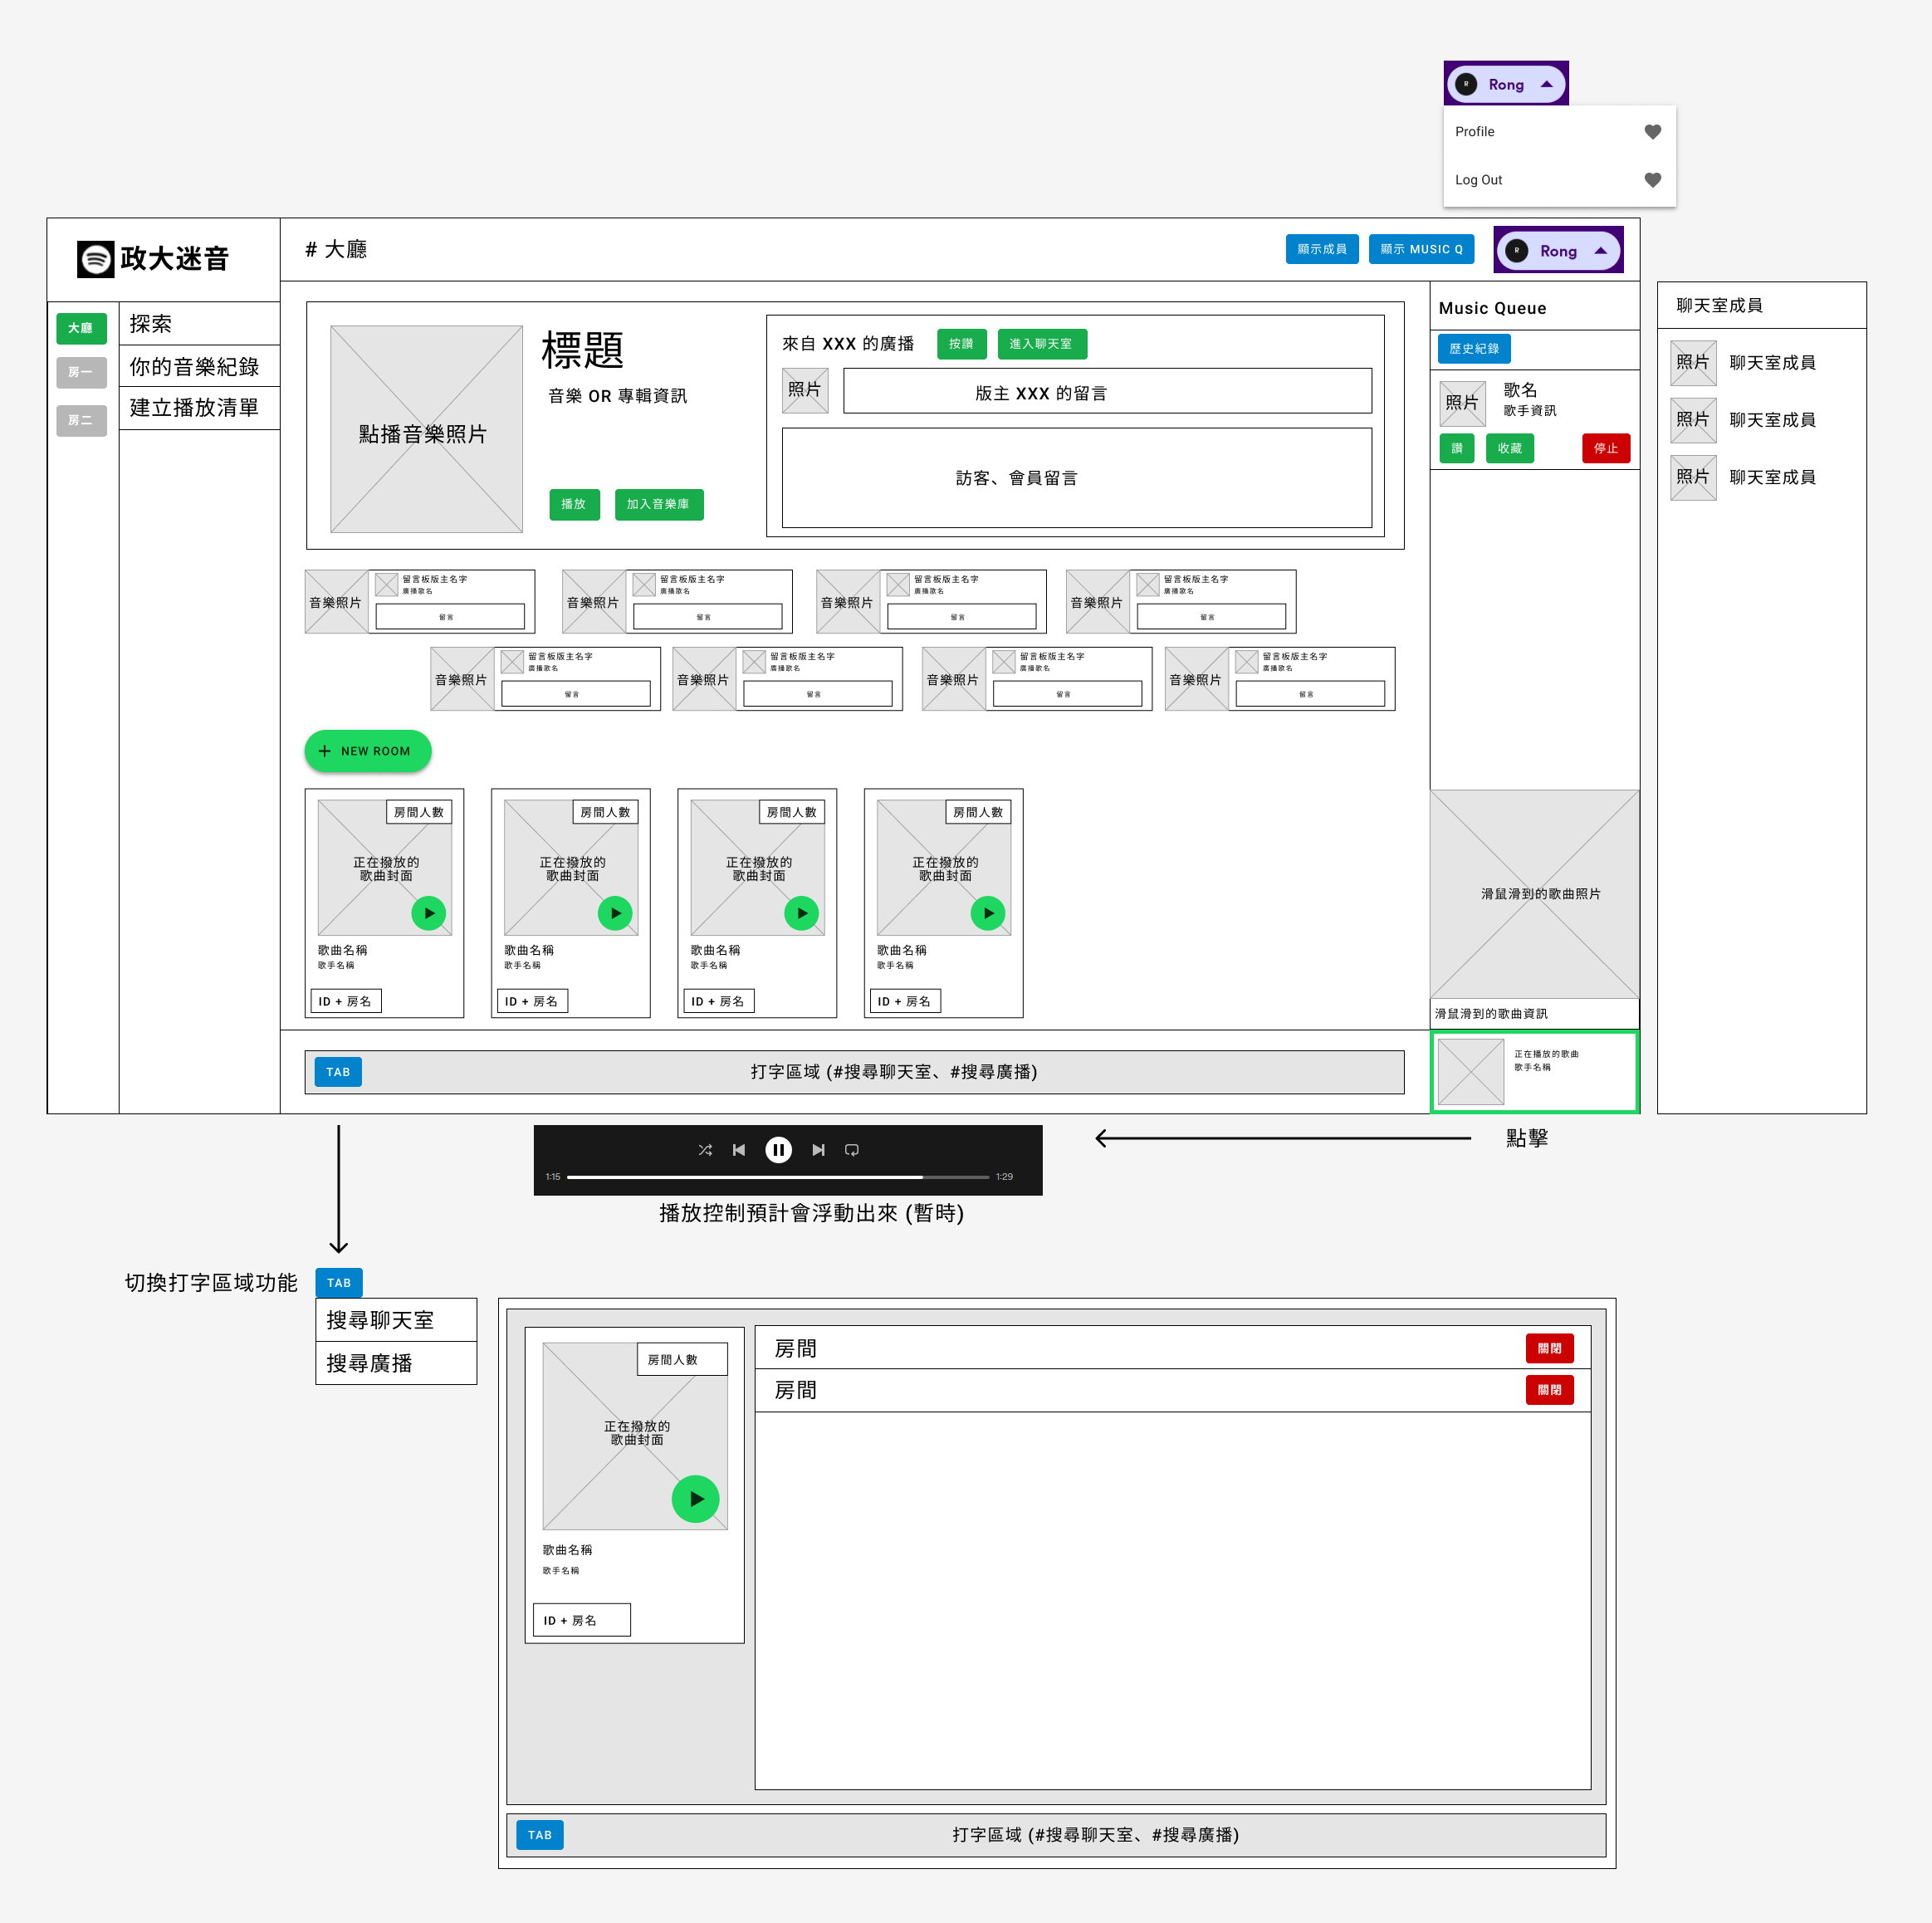 R
Rong
Profile
Log Out
政大迷音
# 大廳
顯示成員
顯示 MUSIC Q
R
Rong
大廳
房一
房二
探索
你的音樂紀錄
建立播放清單
點播音樂照片
標題
音樂 OR 專輯資訊
播放
加入音樂庫
來自 XXX 的廣播
按讚
進入聊天室
照片
版主 XXX 的留言
訪客、會員留言
音樂照片
留言板版主名字
廣播歌名
留言
音樂照片
留言板版主名字
廣播歌名
留言
音樂照片
留言板版主名字
廣播歌名
留言
音樂照片
留言板版主名字
廣播歌名
留言
音樂照片
留言板版主名字
廣播歌名
留言
音樂照片
留言板版主名字
廣播歌名
留言
音樂照片
留言板版主名字
廣播歌名
留言
音樂照片
留言板版主名字
廣播歌名
留言
NEW ROOM
房間人數
正在撥放的
歌曲封面
歌曲名稱
歌手名稱
ID + 房名
房間人數
正在撥放的
歌曲封面
歌曲名稱
歌手名稱
ID + 房名
房間人數
正在撥放的
歌曲封面
歌曲名稱
歌手名稱
ID + 房名
房間人數
正在撥放的
歌曲封面
歌曲名稱
歌手名稱
ID + 房名
TAB
打字區域 (#搜尋聊天室、#搜尋廣播)
Music Queue
歷史紀錄
照片
歌名
歌手資訊
讚
收藏
停止
滑鼠滑到的歌曲照片
滑鼠滑到的歌曲資訊
正在播放的歌曲
歌手名稱
聊天室成員
照片
聊天室成員
照片
聊天室成員
照片
聊天室成員
點擊
1:15
1:29
播放控制預計會浮動出來 (暫時)
切換打字區域功能
TAB
搜尋聊天室
搜尋廣播
房間人數
正在撥放的
歌曲封面
歌曲名稱
歌手名稱
ID + 房名
房間
關閉
房間
關閉
TAB
打字區域 (#搜尋聊天室、#搜尋廣播)